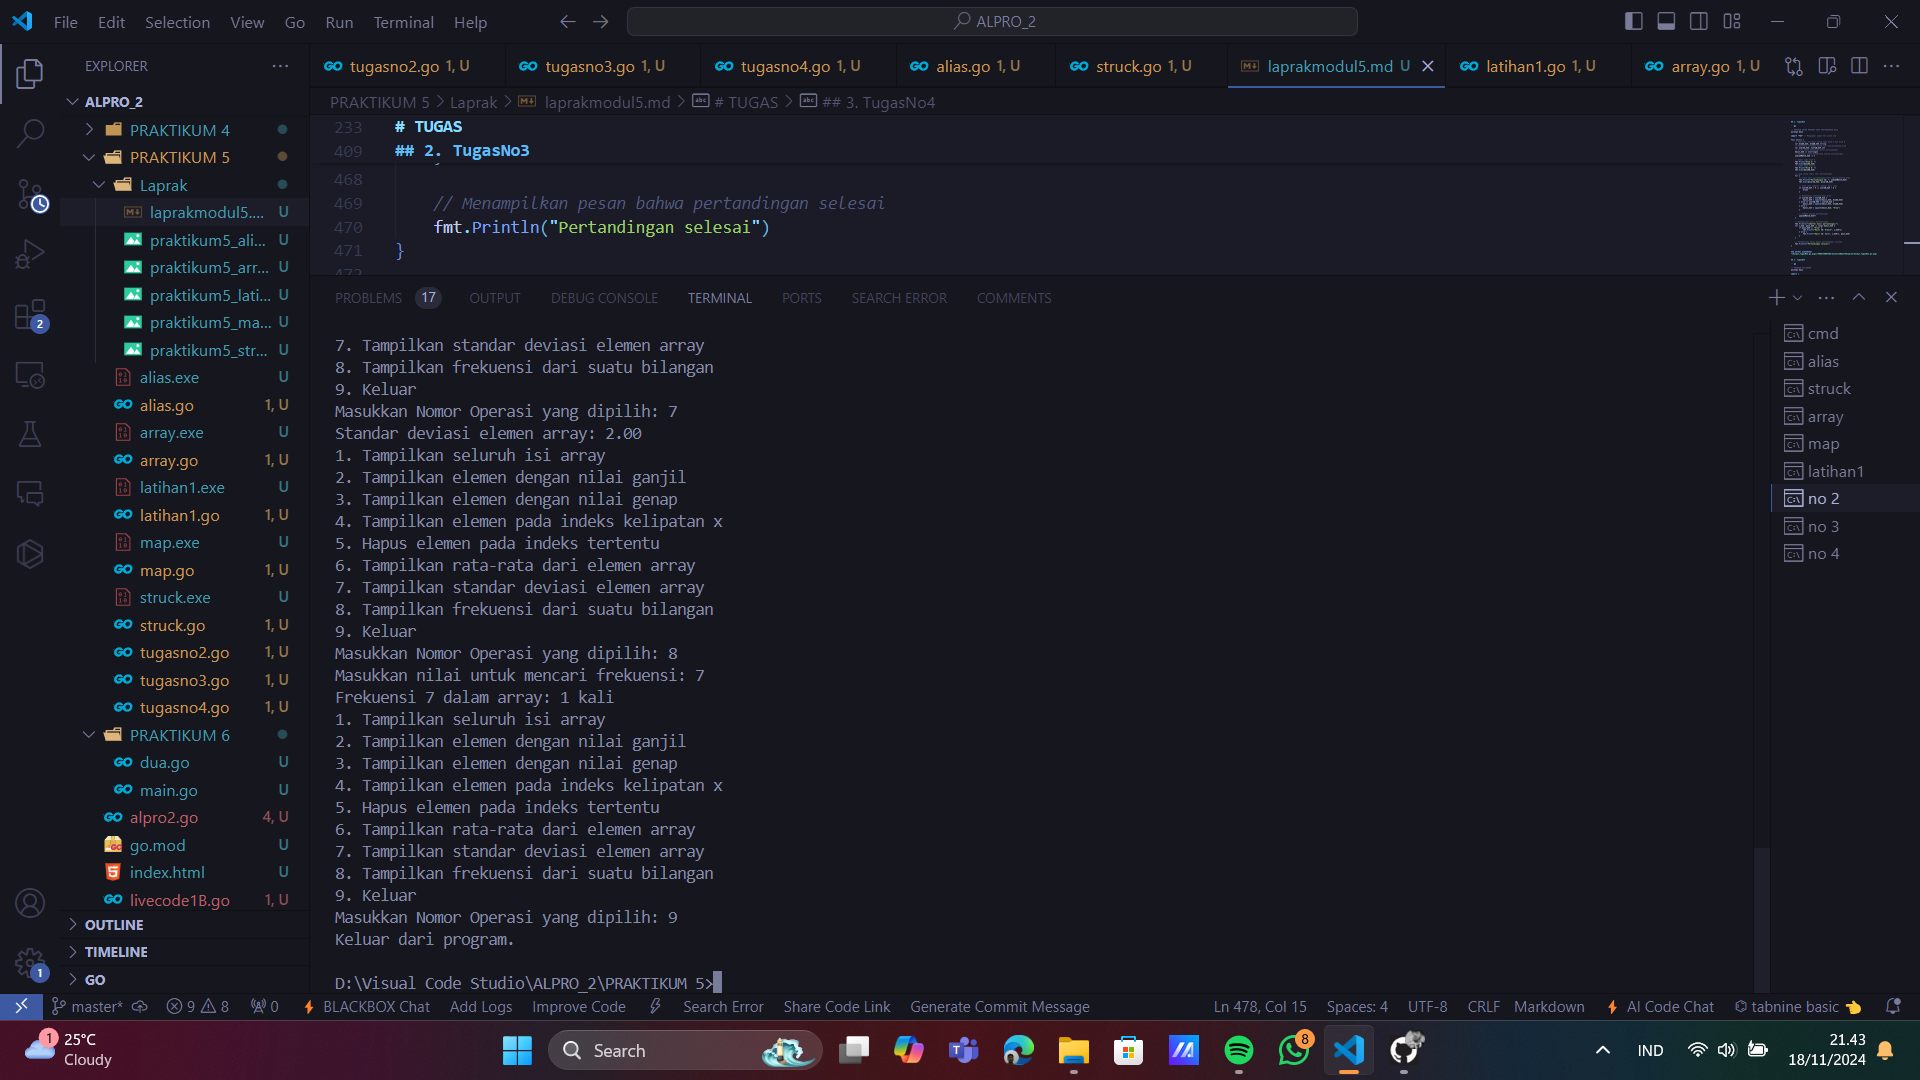 File Edit Selection View Go Run Terminal Help
ALPRO_2
EXPLORER
tugasno2.go 1, U
tugasno3.go 1, U
tugasno4.go 1, U
alias.go 1, U
struck.go 1, U
laprakmodul5.md U
latihan1.go 1, U
array.go 1, U
PRAKTIKUM 5 > Laprak > laprakmodul5.md > # TUGAS > ## 3. TugasNo4
ALPRO_2
PRAKTIKUM 4
PRAKTIKUM 5
Laprak
laprakmodul5.... U
praktikum5_ali... U
praktikum5_arr... U
praktikum5_lati... U
praktikum5_ma... U
praktikum5_str... U
alias.exe U
alias.go 1, U
array.exe U
array.go 1, U
latihan1.exe U
latihan1.go 1, U
map.exe U
map.go 1, U
struck.exe U
struck.go 1, U
tugasno2.go 1, U
tugasno3.go 1, U
tugasno4.go 1, U
PRAKTIKUM 6
dua.go U
main.go U
alpro2.go 4, U
go.mod U
index.html U
livecode1B.go 1, U
OUTLINE
TIMELINE
GO
233 # TUGAS
409 ## 2. TugasNo3
468
469 // Menampilkan pesan bahwa pertandingan selesai
470 fmt.Println("Pertandingan selesai")
471 }
472
PROBLEMS 17 OUTPUT DEBUG CONSOLE TERMINAL PORTS SEARCH ERROR COMMENTS
7. Tampilkan standar deviasi elemen array
8. Tampilkan frekuensi dari suatu bilangan
9. Keluar
Masukkan Nomor Operasi yang dipilih: 7
Standar deviasi elemen array: 2.00
1. Tampilkan seluruh isi array
2. Tampilkan elemen dengan nilai ganjil
3. Tampilkan elemen dengan nilai genap
4. Tampilkan elemen pada indeks kelipatan x
5. Hapus elemen pada indeks tertentu
6. Tampilkan rata-rata dari elemen array
7. Tampilkan standar deviasi elemen array
8. Tampilkan frekuensi dari suatu bilangan
9. Keluar
Masukkan Nomor Operasi yang dipilih: 8
Masukkan nilai untuk mencari frekuensi: 7
Frekuensi 7 dalam array: 1 kali
1. Tampilkan seluruh isi array
2. Tampilkan elemen dengan nilai ganjil
3. Tampilkan elemen dengan nilai genap
4. Tampilkan elemen pada indeks kelipatan x
5. Hapus elemen pada indeks tertentu
6. Tampilkan rata-rata dari elemen array
7. Tampilkan standar deviasi elemen array
8. Tampilkan frekuensi dari suatu bilangan
9. Keluar
Masukkan Nomor Operasi yang dipilih: 9
Keluar dari program.
D:\Visual Code Studio\ALPRO_2\PRAKTIKUM 5>
cmd
alias
struck
array
map
latihan1
no 2
no 3
no 4
2
1
master* 9 8 0 BLACKBOX Chat Add Logs Improve Code Search Error Share Code Link Generate Commit Message
Ln 478, Col 15 Spaces: 4 UTF-8 CRLF Markdown AI Code Chat tabnine basic
1
25°C
Cloudy
Search
8
IND
21.43
18/11/2024